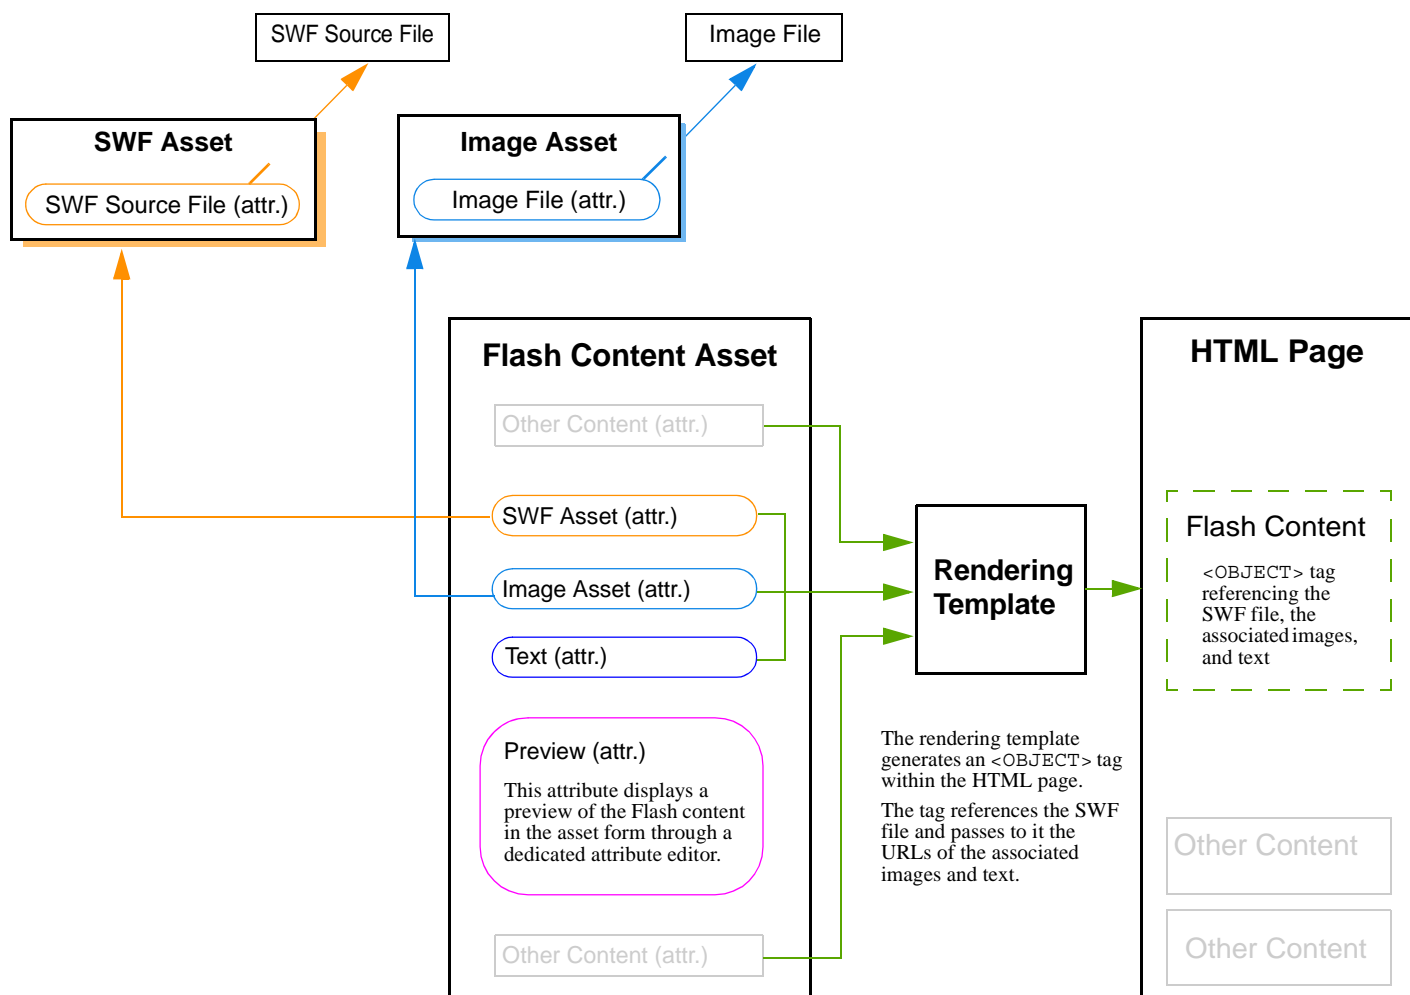 SWF Source File
Image File
SWF Asset
SWF Source File (attr.)
Image Asset
Image File (attr.)
Flash Content Asset
Other Content (attr.)
SWF Asset (attr.)
Image Asset (attr.)
Text (attr.)
Preview (attr.)
This attribute displays a
preview of the Flash content
in the asset form through a
dedicated attribute editor.
Other Content (attr.)
Rendering
Template
The rendering template
generates an <OBJECT> tag
within the HTML page.
The tag references the SWF
file and passes to it the
URLs of the associated
images and text.
HTML Page
Flash Content
<OBJECT> tag
referencing the
SWF file, the
associated images,
and text
Other Content
Other Content